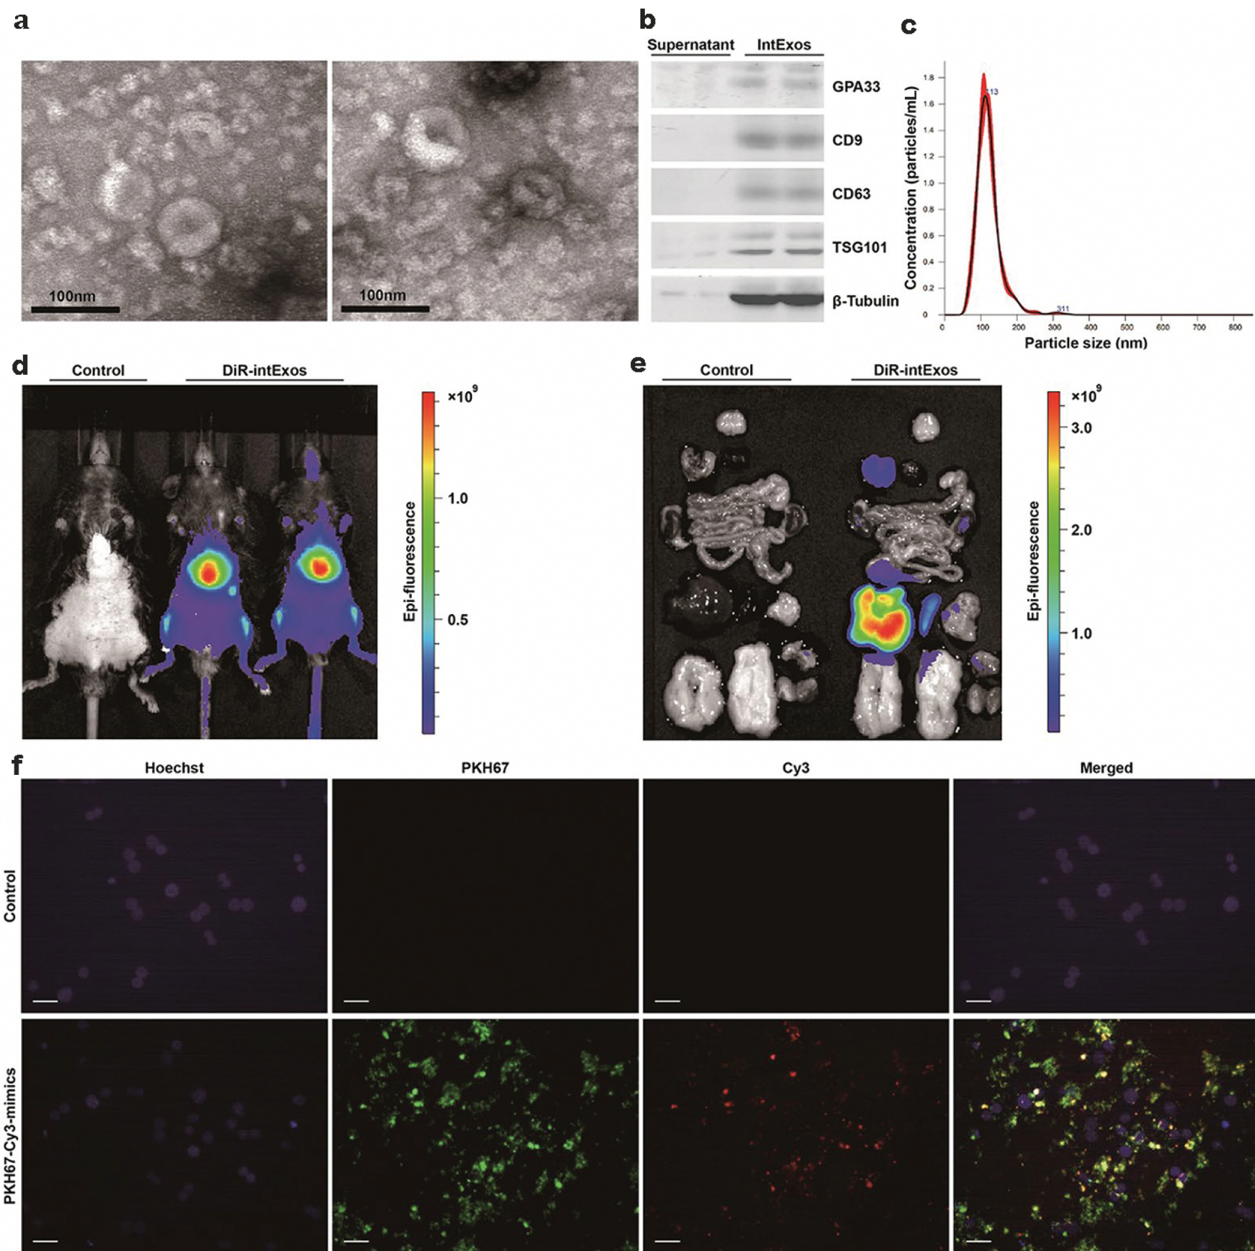 a
100nm
100nm
b
Supernatant IntExos
GPA33
CD9
CD63
TSG101
β-Tubulin
c
Concentration (particles/mL)
1.8
1.6
1.4
1.2
1.0
0.8
0.6
0.4
0.2
0
113
311
0 100 200 300 400 500 600 700 800
Particle size (nm)
d
Control DiR-intExos
×10⁹
1.0
0.5
Epi-fluorescence
e
Control DiR-intExos
×10⁹
3.0
2.0
1.0
Epi-fluorescence
f
Hoechst PKH67 Cy3 Merged
Control
PKH67-Cy3-mimics